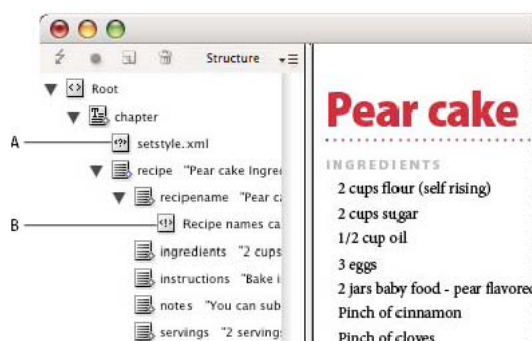 Structure
Root
chapter
A
setstyle.xml
recipe "Pear cake Ingre
recipename "Pear c
B
Recipe names ca
ingredients "2 cups
instructions "Bake i
notes "You can sub
servings "2 serving
Pear cake
INGREDIENTS
2 cups flour (self rising)
2 cups sugar
1/2 cup oil
3 eggs
2 jars baby food - pear flavored
Pinch of cinnamon
Pinch of cloves